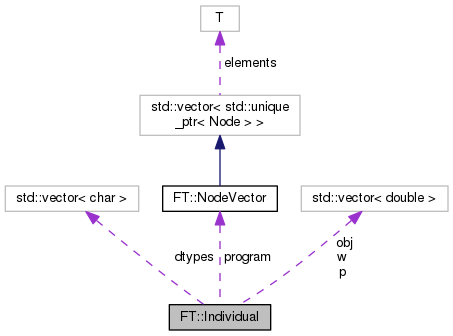 T
elements
std::vector< std::unique
_ptr< Node > >
std::vector< char >
FT::NodeVector
std::vector< double >
dtypes
program
obj
w
p
FT::Individual